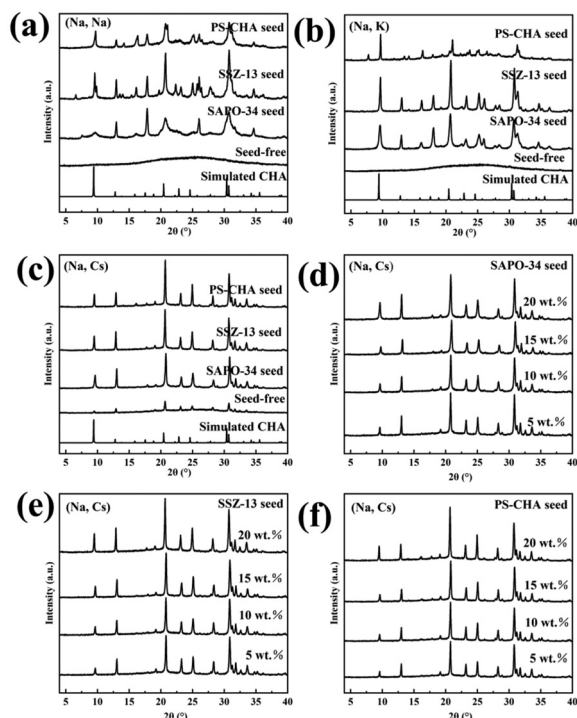 (a)
(Na, Na)
PS-CHA seed
SSZ-13 seed
SAPO-34 seed
Seed-free
Simulated CHA
Intensity (a.u.)
5 10 15 20 25 30 35 40
2θ (°)
(b)
(Na, K)
PS-CHA seed
SSZ-13 seed
SAPO-34 seed
Seed-free
Simulated CHA
Intensity (a.u.)
5 10 15 20 25 30 35 40
2θ (°)
(c)
(Na, Cs)
PS-CHA seed
SSZ-13 seed
SAPO-34 seed
Seed-free
Simulated CHA
Intensity (a.u.)
5 10 15 20 25 30 35 40
2θ (°)
(d)
(Na, Cs)
SAPO-34 seed
20 wt.%
15 wt.%
10 wt.%
5 wt.%
Intensity (a.u.)
5 10 15 20 25 30 35 40
2θ (°)
(e)
(Na, Cs)
SSZ-13 seed
20 wt.%
15 wt.%
10 wt.%
5 wt.%
Intensity (a.u.)
5 10 15 20 25 30 35 40
2θ (°)
(f)
(Na, Cs)
PS-CHA seed
20 wt.%
15 wt.%
10 wt.%
5 wt.%
Intensity (a.u.)
5 10 15 20 25 30 35 40
2θ (°)